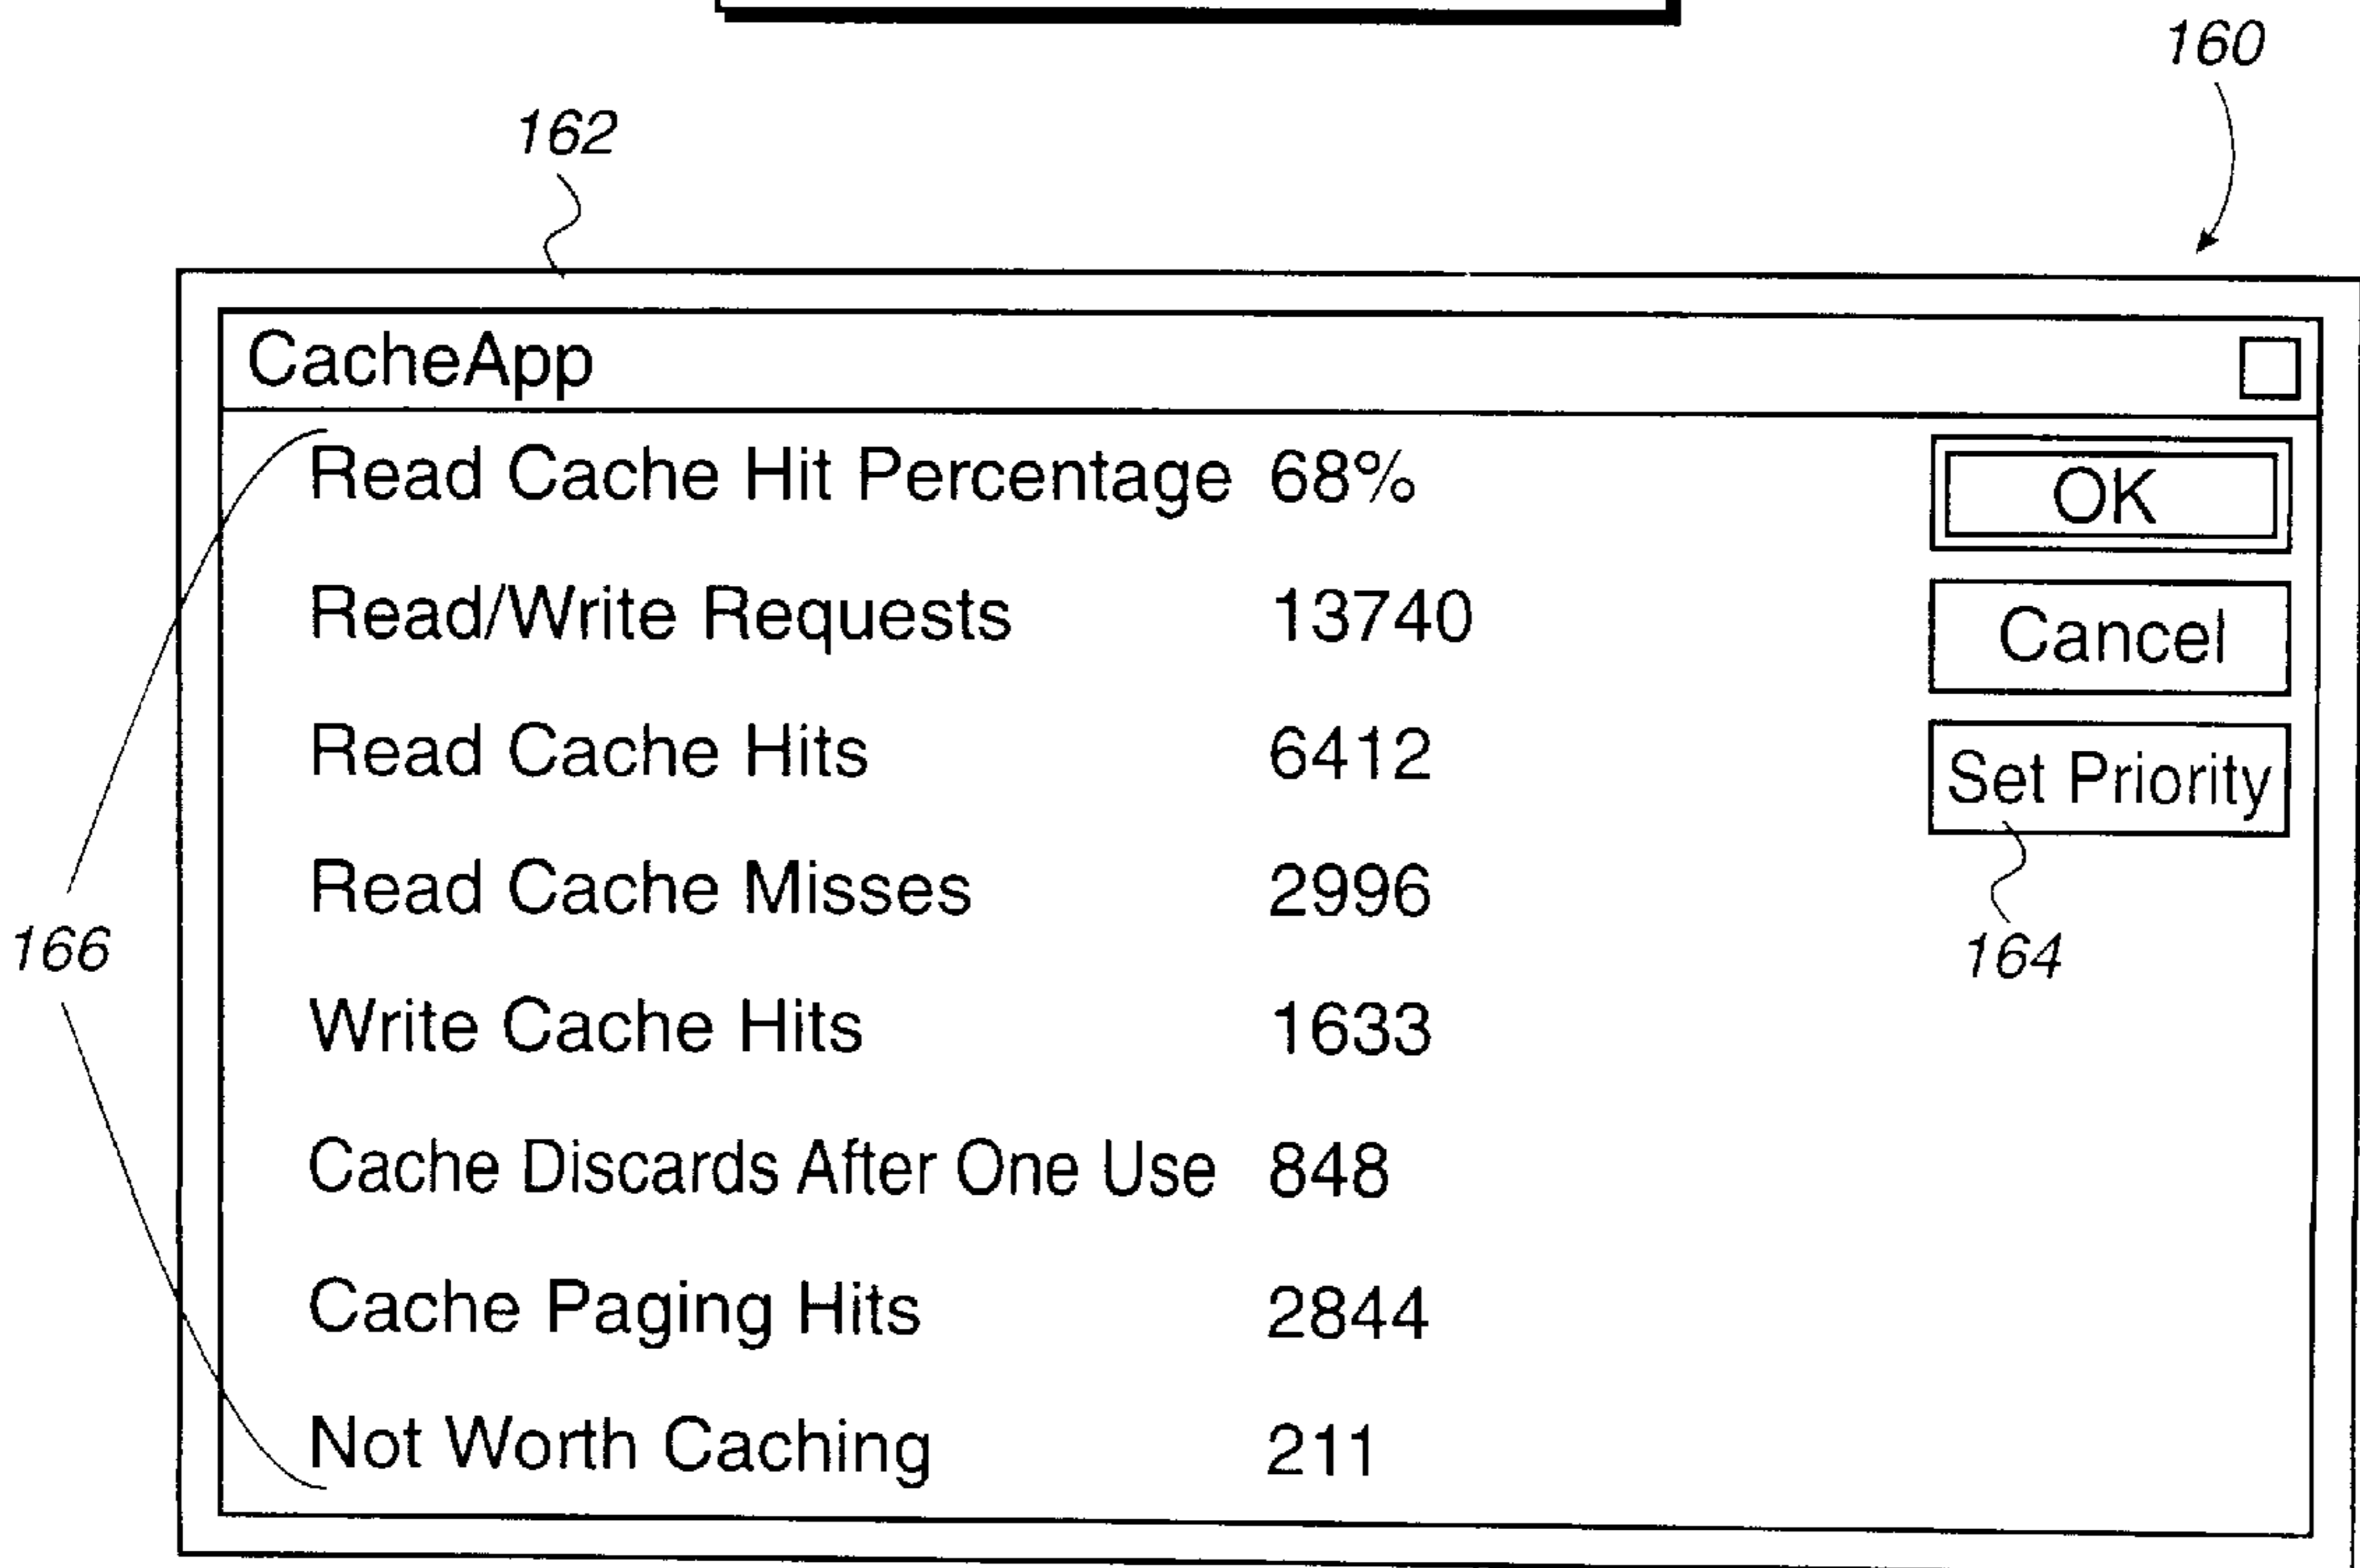 160
162
CacheApp
Read Cache Hit Percentage 68%
OK
Read/Write Requests 13740
Cancel
Read Cache Hits 6412
Set Priority
Read Cache Misses 2996
166
164
Write Cache Hits 1633
Cache Discards After One Use 848
Cache Paging Hits 2844
Not Worth Caching 211